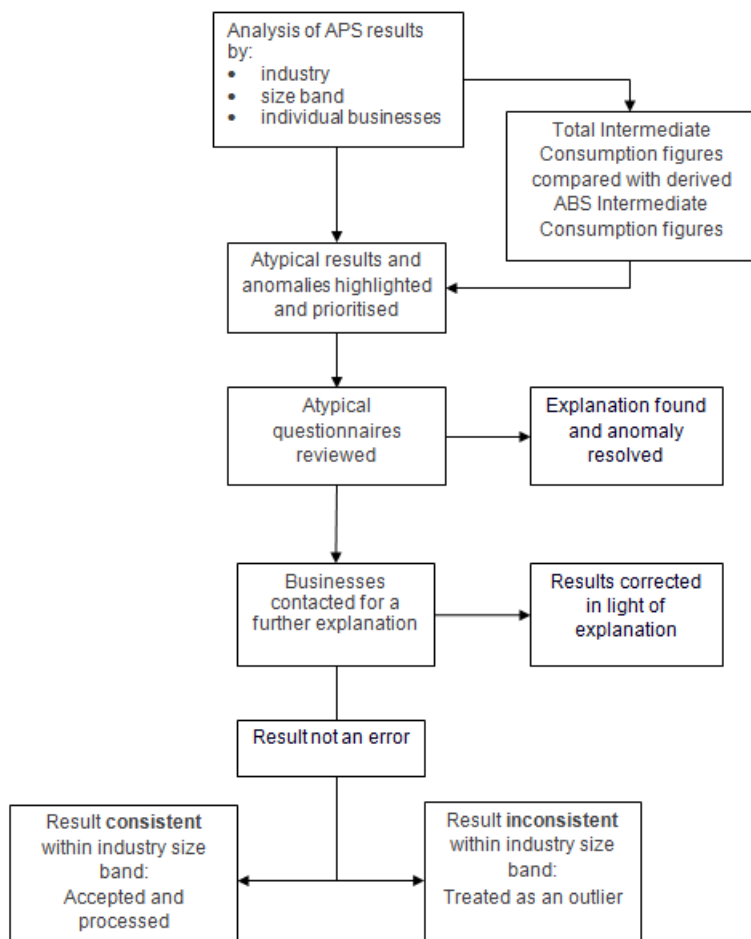 Analysis of APS results
by:
• industry
• size band
• individual businesses
Total Intermediate
Consumption figures
compared with derived
ABS Intermediate
Consumption figures
Atypical results and
anomalies highlighted
and prioritised
Atypical
questionnaires
reviewed
Explanation found
and anomaly
resolved
Businesses
contacted for a
further explanation
Results corrected
in light of
explanation
Result not an error
Result consistent
within industry size
band:
Accepted and
processed
Result inconsistent
within industry size
band:
Treated as an outlier